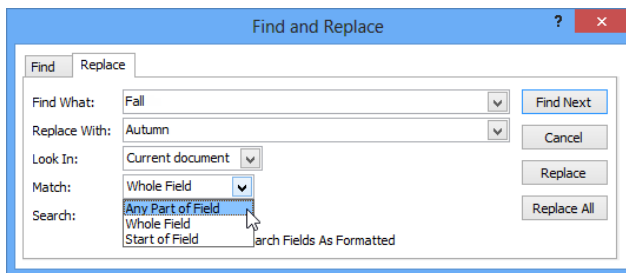 Find and Replace
? ×
Find Replace
Find What: Fall Find Next
Replace With: Autumn Cancel
Look In: Current document
Match: Whole Field Replace
Any Part of Field
Search: Whole Field Replace All
Start of Field
arch Fields As Formatted